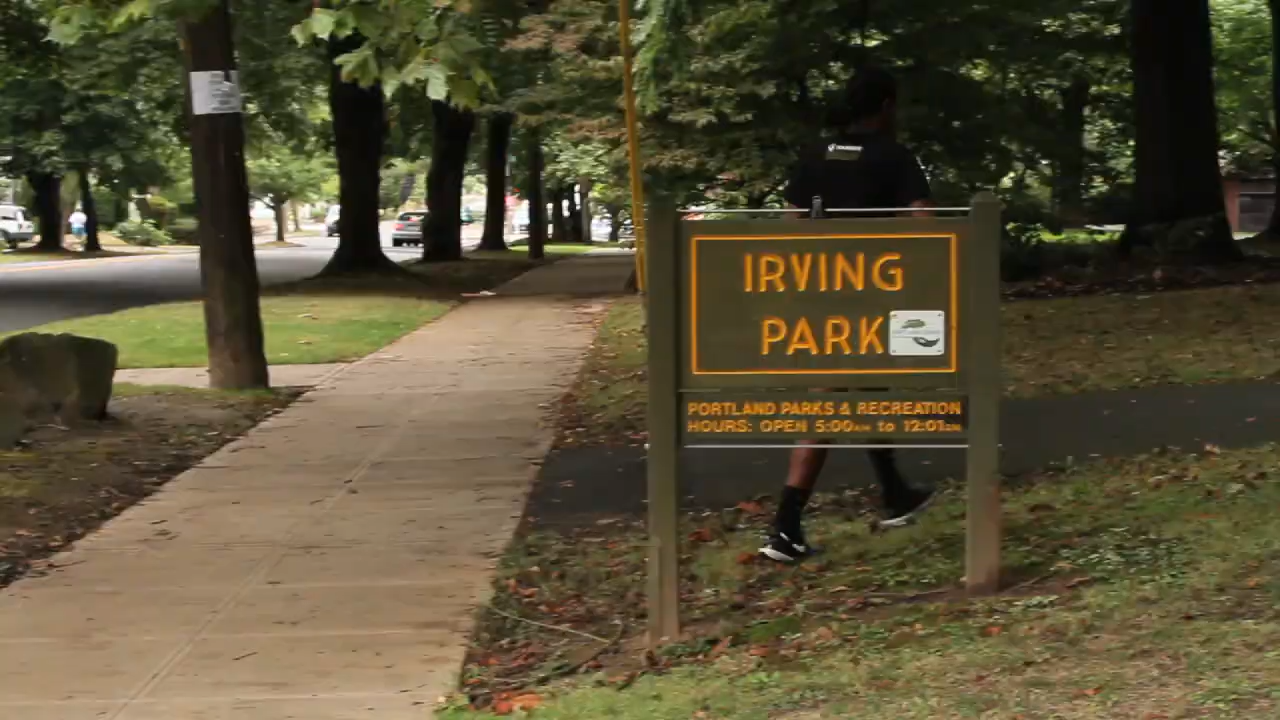 IRVING
PARK
PORTLAND PARKS & RECREATION
HOURS: OPEN 5:00AM to 12:01AM